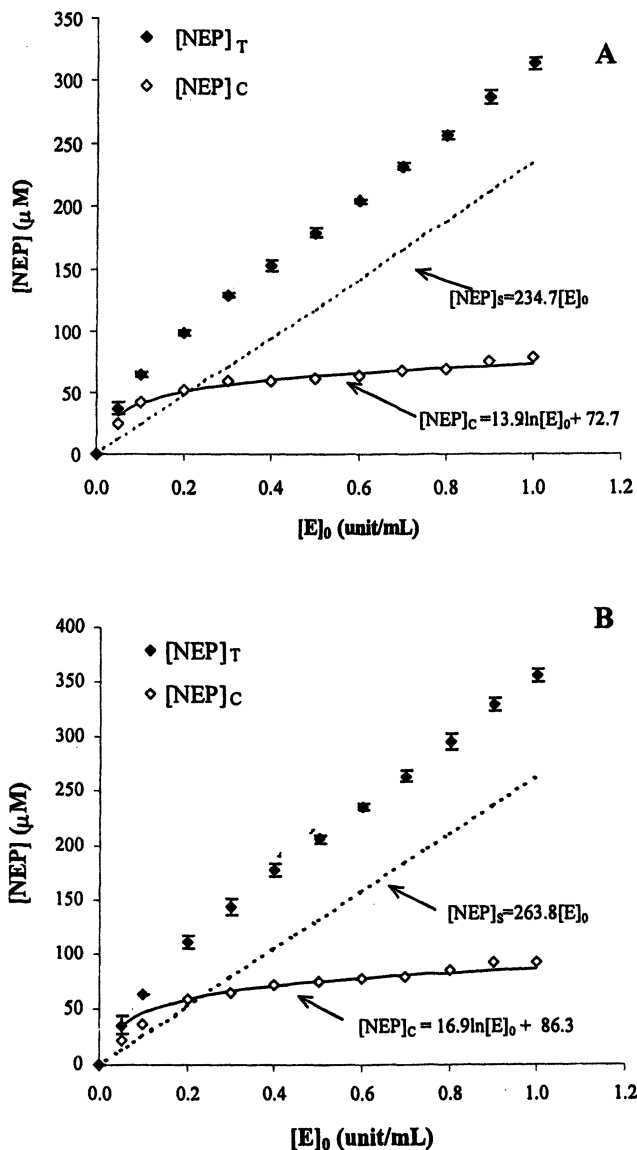 A
[NEP] T
[NEP] C
350
300
250
200
150
100
50
0
[NEP] (μM)
[NEP]s=234.7[E]0
[NEP]C=13.9ln[E]0+ 72.7
0.0 0.2 0.4 0.6 0.8 1.0 1.2
[E]0 (unit/mL)
B
[NEP] T
[NEP] C
400
350
300
250
200
150
100
50
0
[NEP] (μM)
[NEP]s=263.8[E]0
[NEP]C = 16.9ln[E]0 + 86.3
0.0 0.2 0.4 0.6 0.8 1.0 1.2
[E]0 (unit/mL)